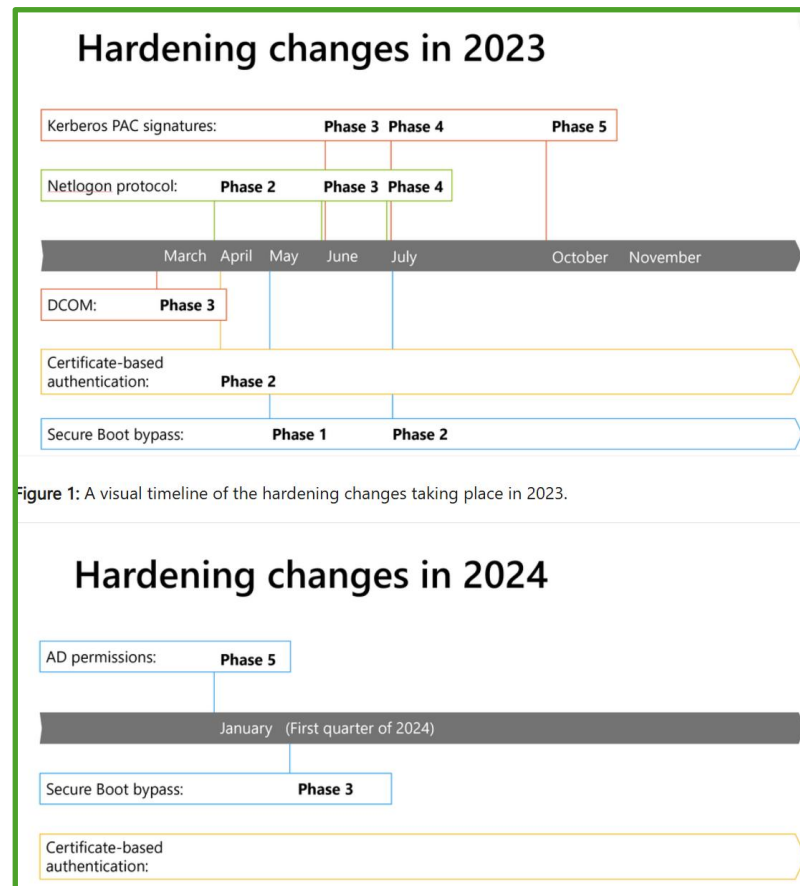 Hardening changes in 2023
Kerberos PAC signatures: Phase 3 Phase 4 Phase 5
Netlogon protocol: Phase 2 Phase 3 Phase 4
March April May June July October November
DCOM: Phase 3
Certificate-based
authentication: Phase 2
Secure Boot bypass: Phase 1 Phase 2
Figure 1: A visual timeline of the hardening changes taking place in 2023.
Hardening changes in 2024
AD permissions: Phase 5
January (First quarter of 2024)
Secure Boot bypass: Phase 3
Certificate-based
authentication: